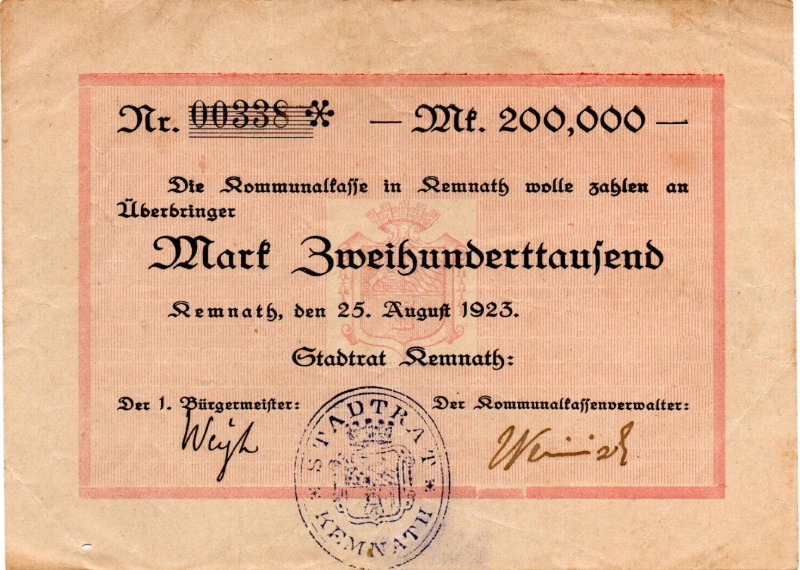 Nr. 00338 * — Mk. 200,000 —
Die Kommunalkasse in Kemnath wolle zahlen an
Überbringer
Mark Zweihunderttausend
Kemnath, den 25. August 1923.
Stadtrat Kemnath:
Der 1. Bürgermeister: Der Kommunalkassenverwalter:
Weyh
* STADTRAT *
KEMNATH